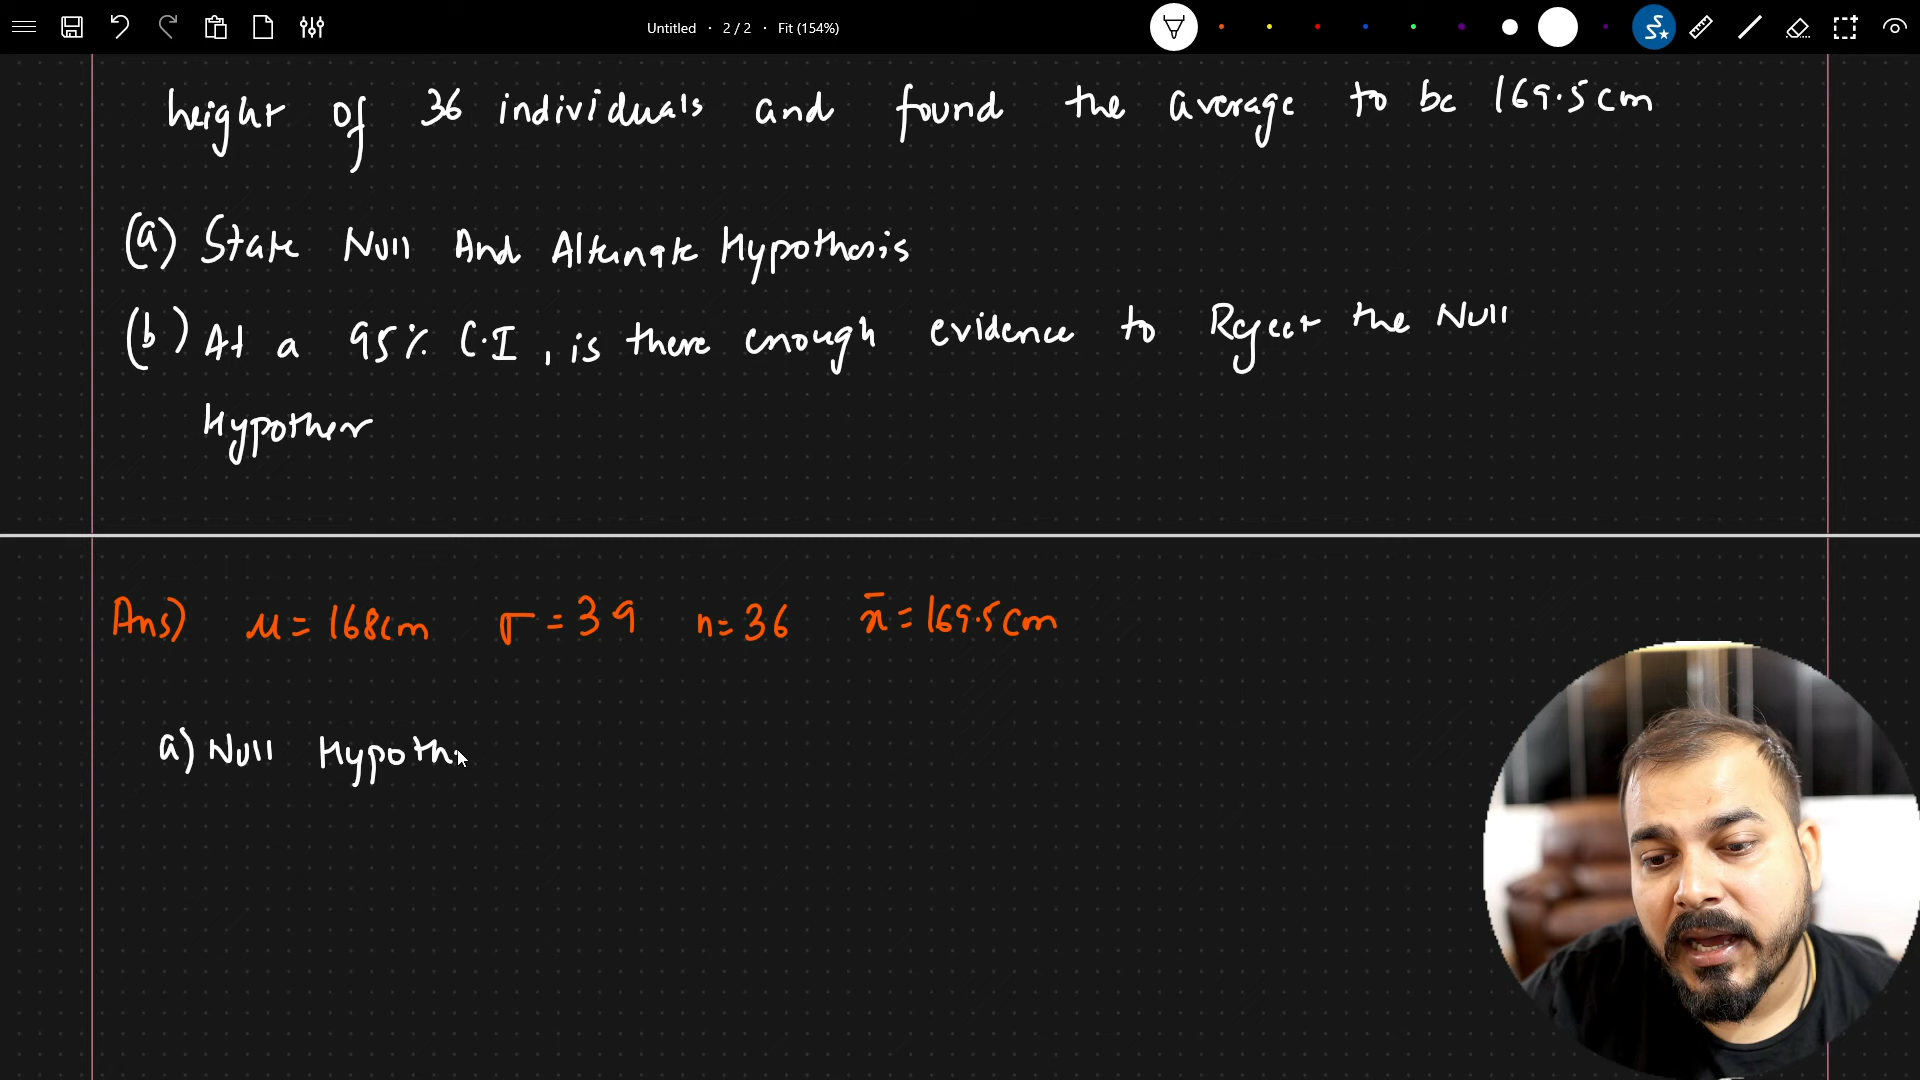 Untitled · 2 / 2 · Fit (154%)
height of 36 individuals and found the average to be 169.5cm
(a) State Null And Alternate Hypothesis
(b) At a 95% C.I, is there enough evidence to Reject the Null
Ans) μ = 168cm σ = 3.9 n = 36 x̄ = 169.5cm
a) Null Hypoth